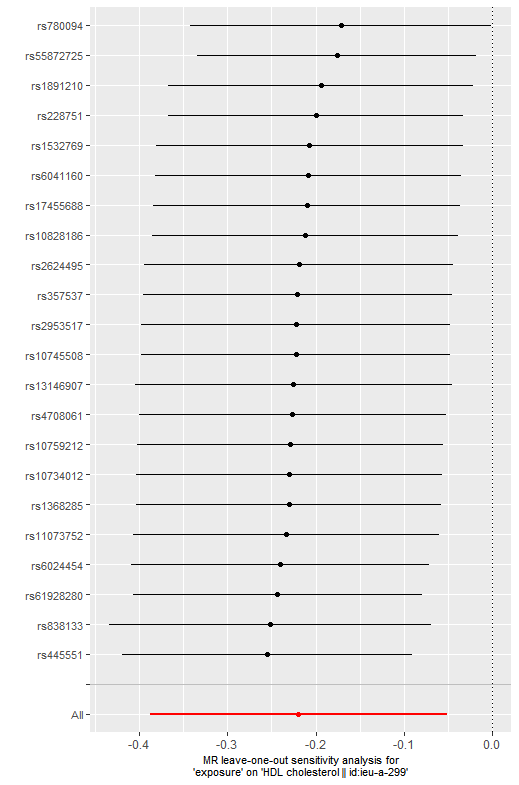 rs780094
rs55872725
rs1891210
rs228751
rs1532769
rs6041160
rs17455688
rs10828186
rs2624495
rs357537
rs2953517
rs10745508
rs13146907
rs4708061
rs10759212
rs10734012
rs1368285
rs11073752
rs6024454
rs61928280
rs838133
rs445551
All
-0.4 -0.3 -0.2 -0.1 0.0
MR leave-one-out sensitivity analysis for
'exposure' on 'HDL cholesterol || id:ieu-a-299'